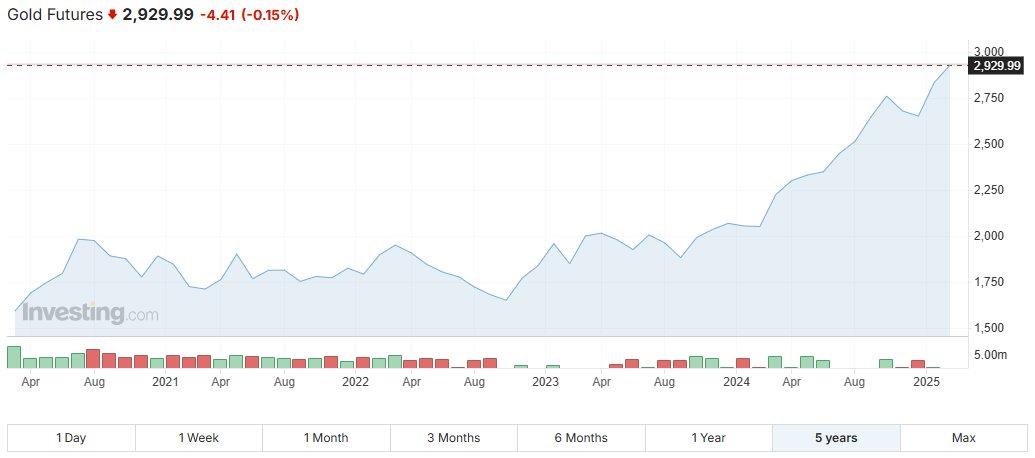 Gold Futures 2,929.99 -4.41 (-0.15%)
3,000
2,929.99
2,750
2,500
2,250
2,000
1,750
1,500
Investing.com
5.00m
Apr Aug 2021 Apr Aug 2022 Apr Aug 2023 Apr Aug 2024 Apr Aug 2025
1 Day 1 Week 1 Month 3 Months 6 Months 1 Year 5 years Max